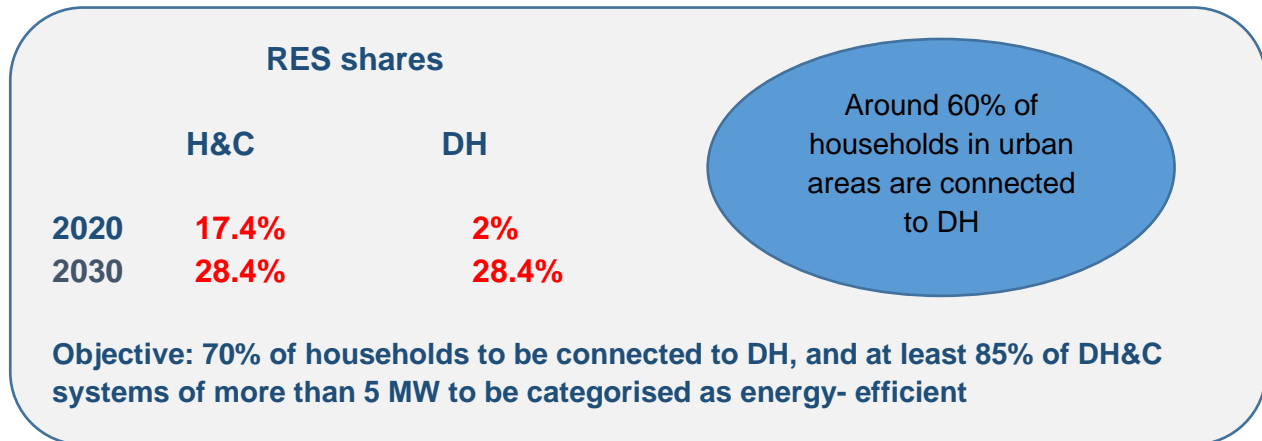 RES shares
H&C DH
2020 17.4% 2%
2030 28.4% 28.4%
Around 60% of
households in urban
areas are connected
to DH
Objective: 70% of households to be connected to DH, and at least 85% of DH&C
systems of more than 5 MW to be categorised as energy- efficient